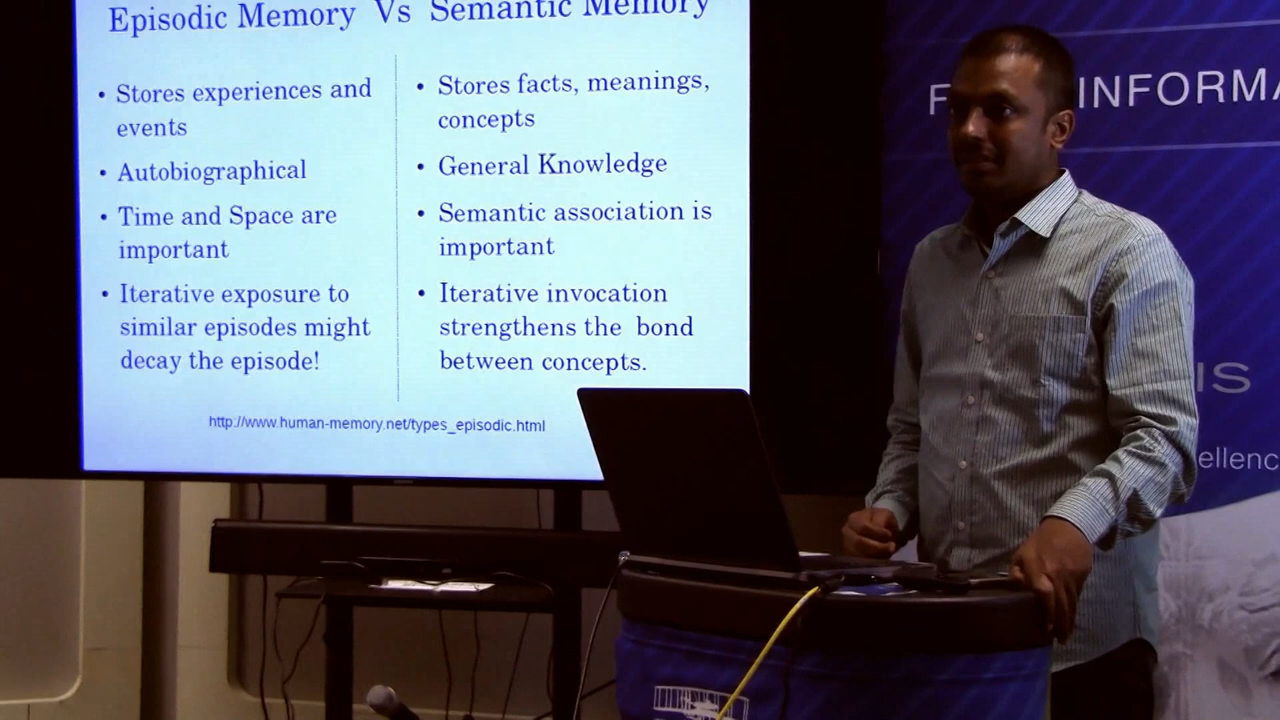 Episodic Memory Vs Semantic Memory
• Stores experiences and
events
• Autobiographical
• Time and Space are
important
• Iterative exposure to
similar episodes might
decay the episode!
• Stores facts, meanings,
concepts
• General Knowledge
• Semantic association is
important
• Iterative invocation
strengthens the bond
between concepts.
http://www.human-memory.net/types_episodic.html
F
INFORMA
IS
ellenc